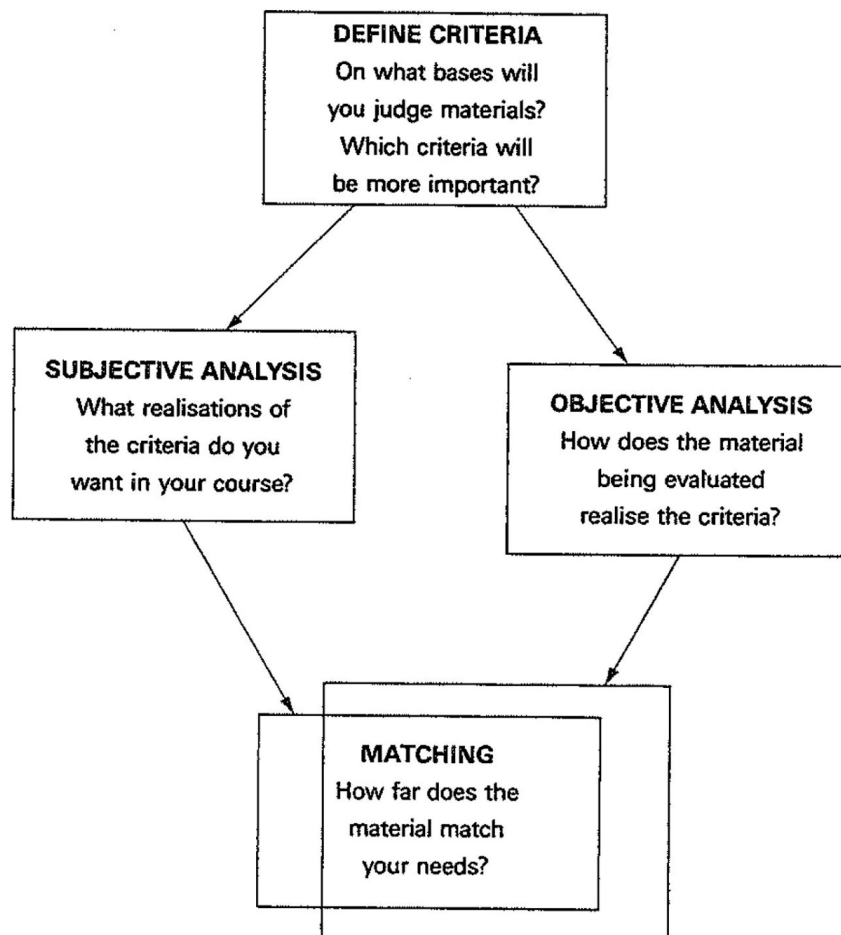 DEFINE CRITERIA
On what bases will
you judge materials?
Which criteria will
be more important?
SUBJECTIVE ANALYSIS
What realisations of
the criteria do you
want in your course?
OBJECTIVE ANALYSIS
How does the material
being evaluated
realise the criteria?
MATCHING
How far does the
material match
your needs?